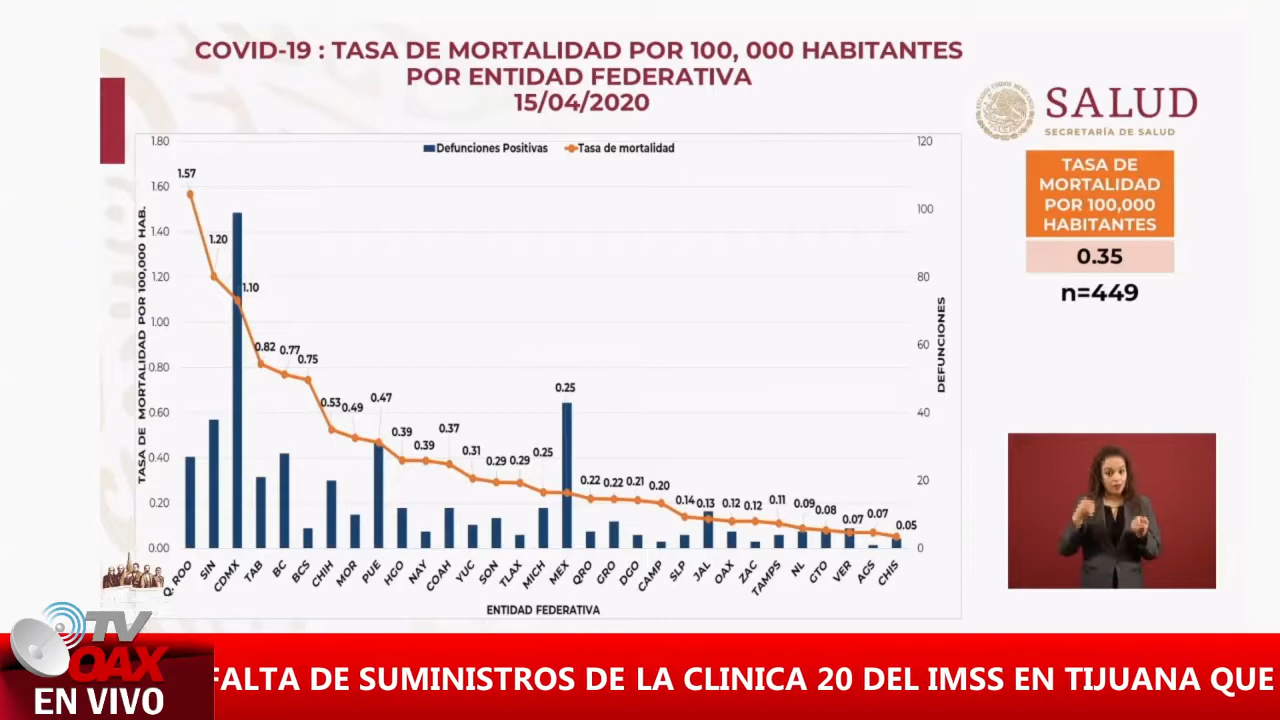 COVID-19 : TASA DE MORTALIDAD POR 100, 000 HABITANTES
POR ENTIDAD FEDERATIVA
15/04/2020
SALUD
SECRETARÍA DE SALUD
TASA DE
MORTALIDAD
POR 100,000
HABITANTES
0.35
n=449
Defunciones Positivas
Tasa de mortalidad
TASA DE MORTALIDAD POR 100,000 HAB.
1.80
1.60
1.40
1.20
1.00
0.80
0.60
0.40
0.20
0.00
1.57
1.20
1.10
0.82
0.77
0.75
0.53
0.49
0.47
0.39
0.39
0.37
0.31
0.29
0.29
0.25
0.25
0.22
0.22
0.21
0.20
0.14
0.13
0.12
0.12
0.11
0.09
0.08
0.07
0.07
0.05
120
100
80
60
40
20
0
DEFUNCIONES
Q. ROO
SIN
CDMX
TAB
BC
BCS
CHIH
MOR
PUE
HGO
NAY
COAH
YUC
SON
TLAX
MICH
MEX
QRO
GRO
DGO
CAMP
SLP
JAL
OAX
ZAC
TAMPS
NL
GTO
VER
AGS
CHIS
ENTIDAD FEDERATIVA
TV
OAX
EN VIVO
FALTA DE SUMINISTROS DE LA CLINICA 20 DEL IMSS EN TIJUANA QUE